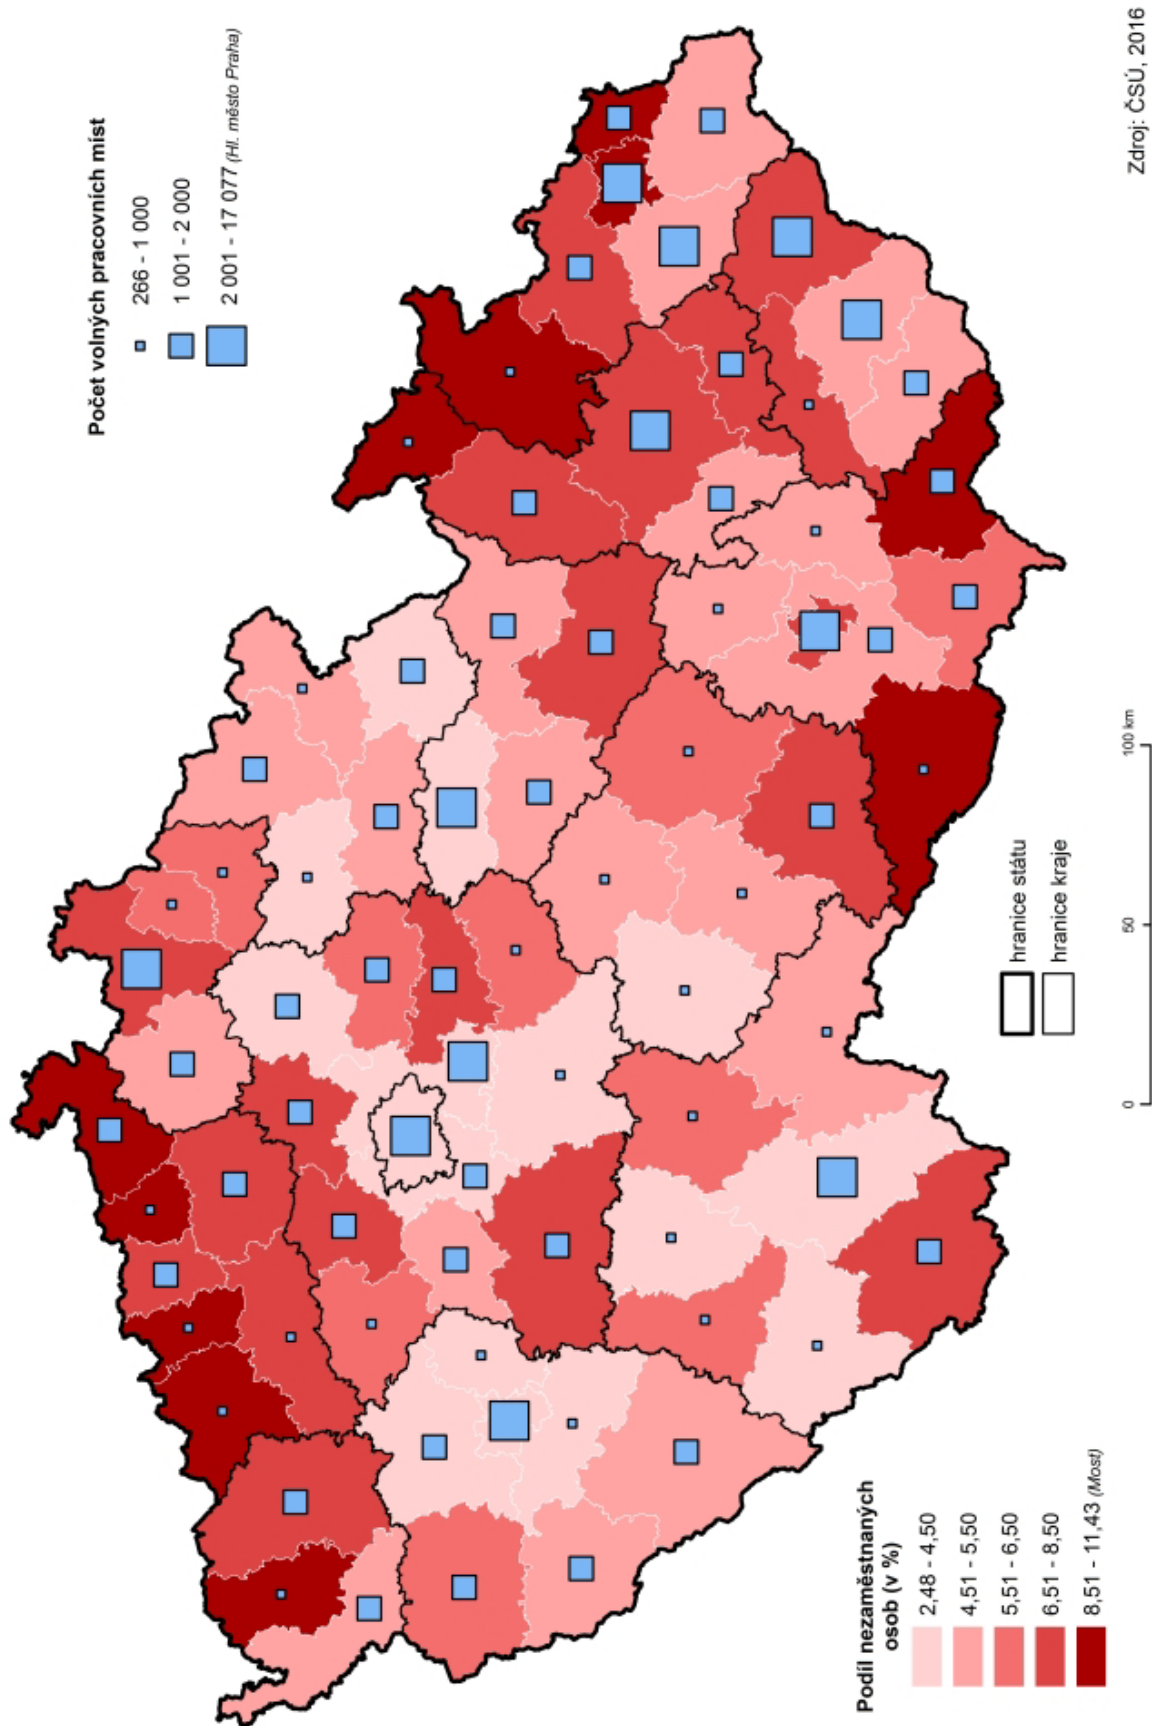 Počet volných pracovních míst
266 - 1 000
1 001 - 2 000
2 001 - 17 077 (Hl. město Praha)
Podíl nezaměstnaných
osob (v %)
2,48 - 4,50
4,51 - 5,50
5,51 - 6,50
6,51 - 8,50
8,51 - 11,43 (Most)
0 50 100 km
hranice státu
hranice kraje
Zdroj: ČSÚ, 2016